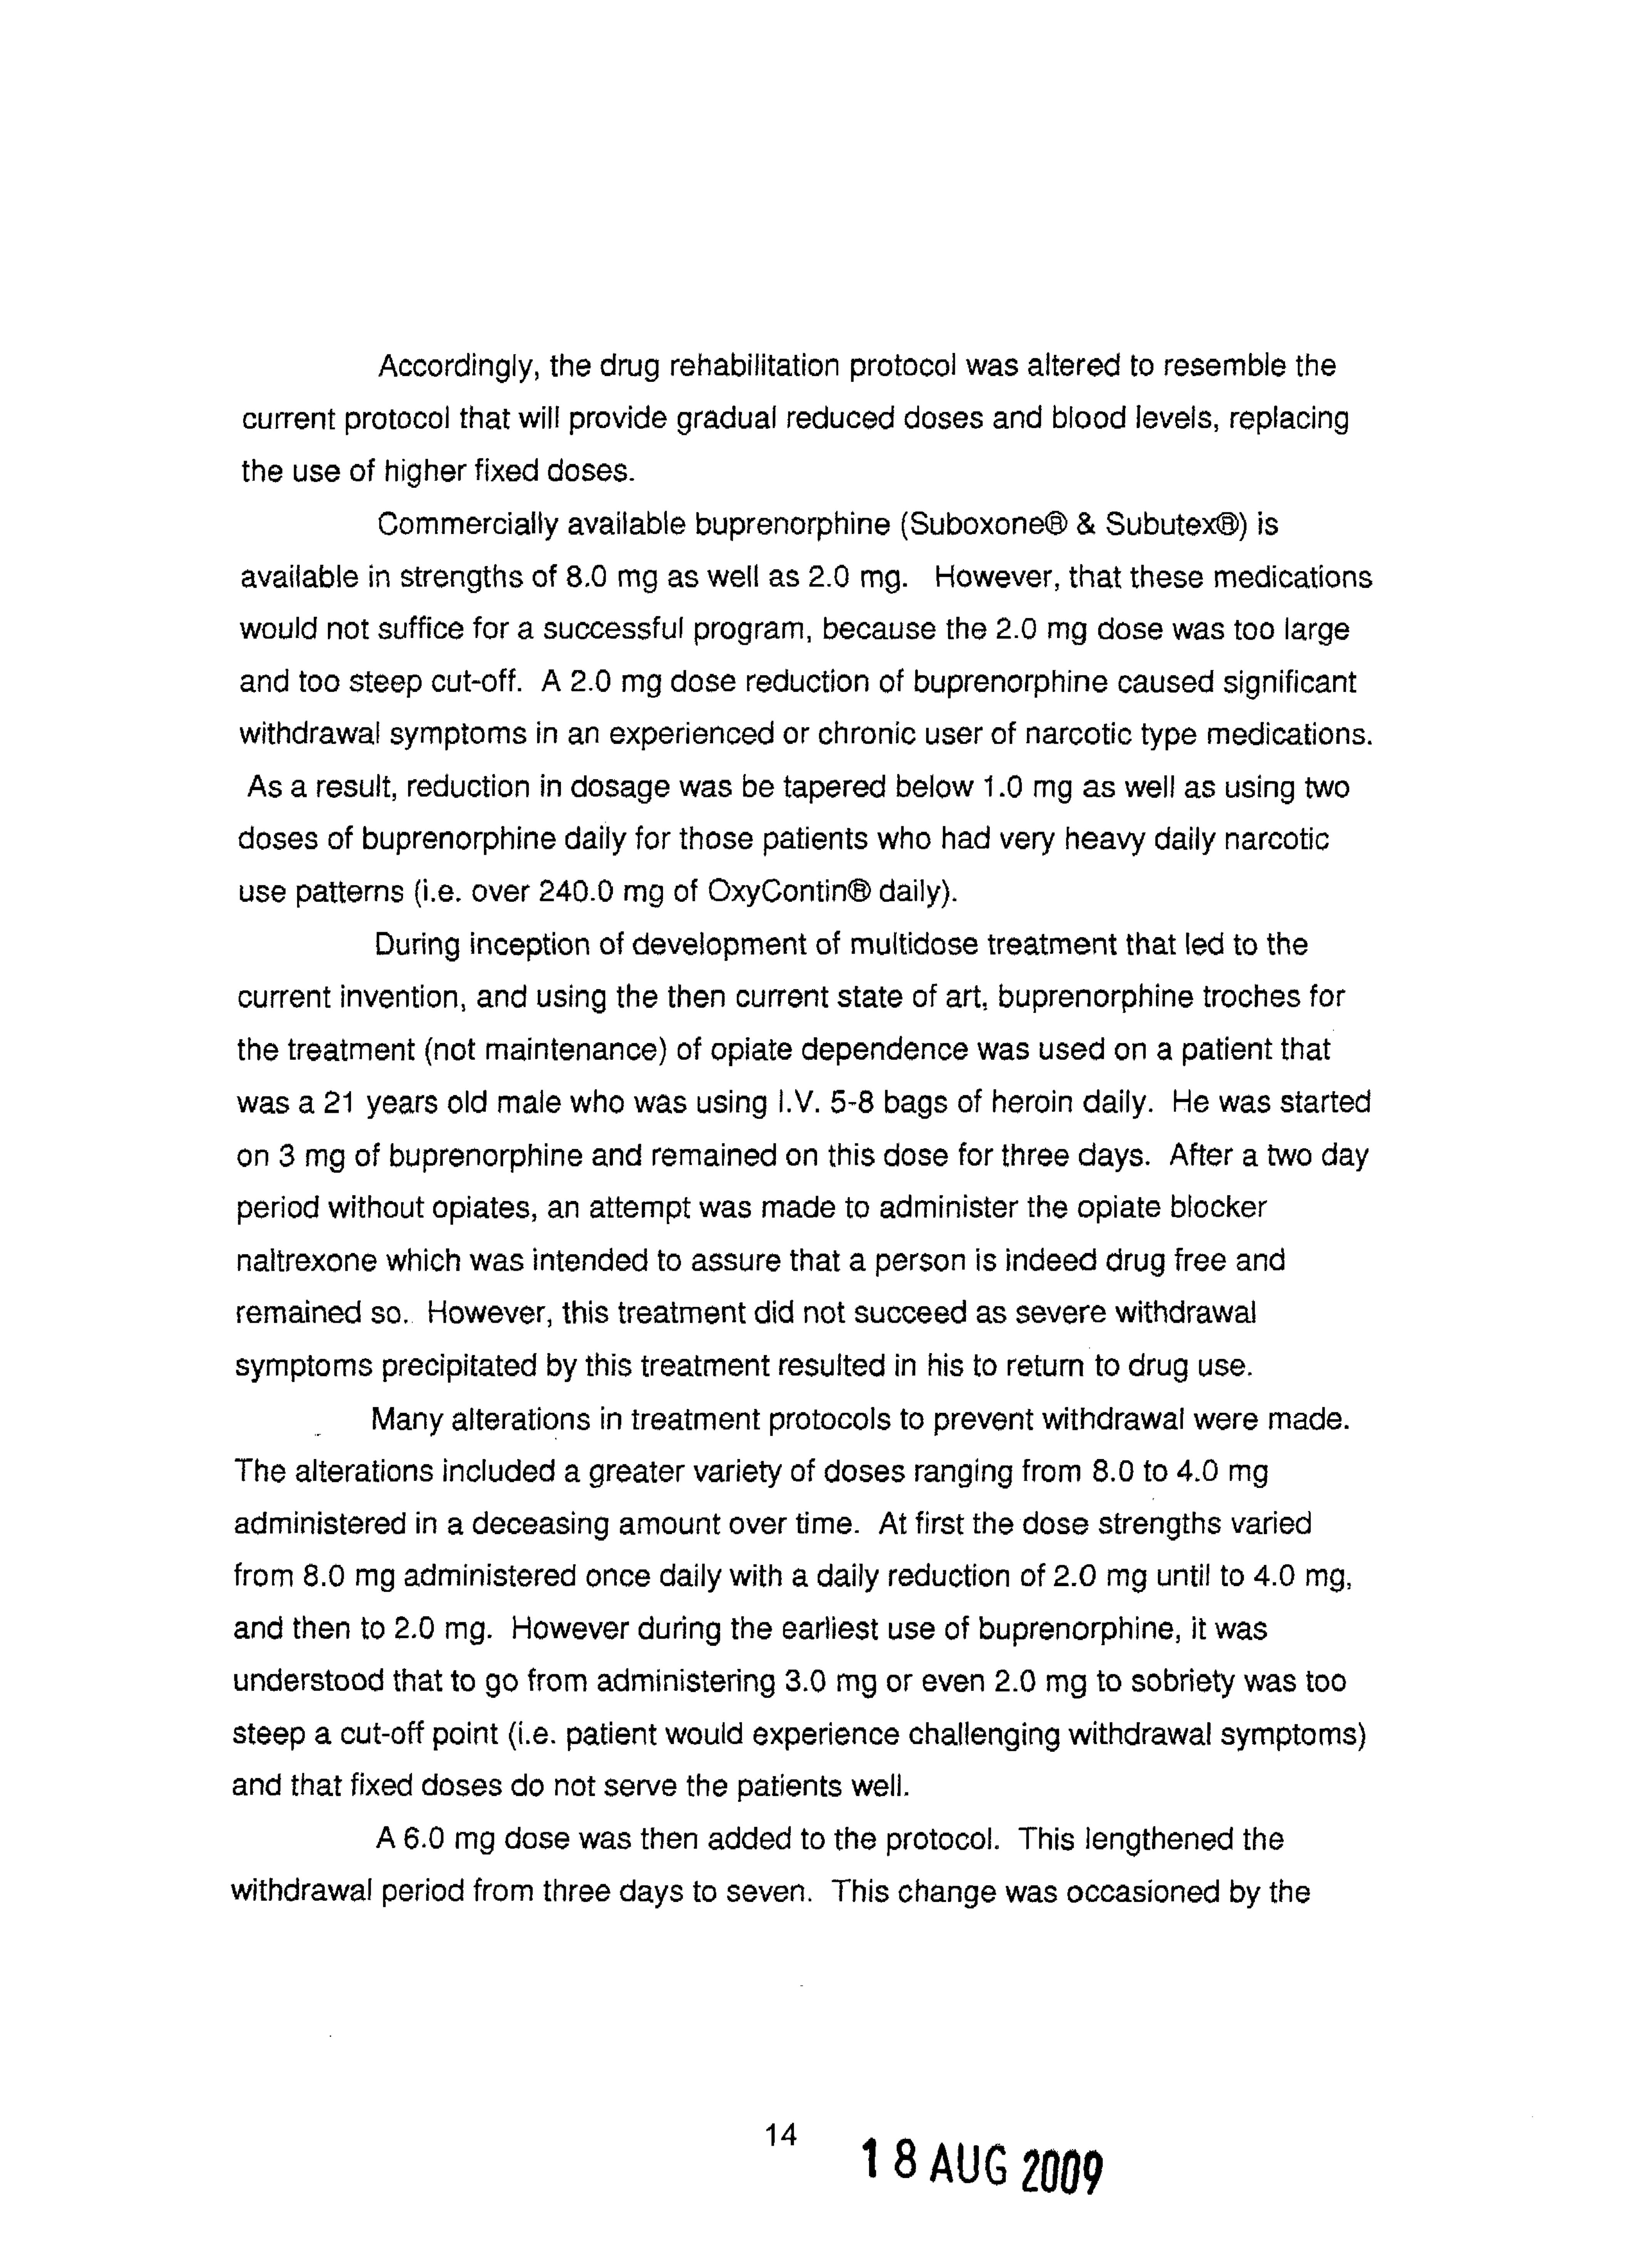 Accordingly, the drug rehabilitation protocol was altered to resemble the
current protocol that will provide gradual reduced doses and blood levels, replacing
the use of higher fixed doses.
Commercially available buprenorphine (Suboxone® & Subutex®) is
available in strengths of 8.0 mg as well as 2.0 mg. However, that these medications
would not suffice for a successful program, because the 2.0 mg dose was too large
and too steep cut-off. A 2.0 mg dose reduction of buprenorphine caused significant
withdrawal symptoms in an experienced or chronic user of narcotic type medications.
As a result, reduction in dosage was be tapered below 1.0 mg as well as using two
doses of buprenorphine daily for those patients who had very heavy daily narcotic
use patterns (i.e. over 240.0 mg of OxyContin® daily).
During inception of development of multidose treatment that led to the
current invention, and using the then current state of art, buprenorphine troches for
the treatment (not maintenance) of opiate dependence was used on a patient that
was a 21 years old male who was using I.V. 5-8 bags of heroin daily. He was started
on 3 mg of buprenorphine and remained on this dose for three days. After a two day
period without opiates, an attempt was made to administer the opiate blocker
naltrexone which was intended to assure that a person is indeed drug free and
remained so. However, this treatment did not succeed as severe withdrawal
symptoms precipitated by this treatment resulted in his to return to drug use.
Many alterations in treatment protocols to prevent withdrawal were made.
The alterations included a greater variety of doses ranging from 8.0 to 4.0 mg
administered in a deceasing amount over time. At first the dose strengths varied
from 8.0 mg administered once daily with a daily reduction of 2.0 mg until to 4.0 mg,
and then to 2.0 mg. However during the earliest use of buprenorphine, it was
understood that to go from administering 3.0 mg or even 2.0 mg to sobriety was too
steep a cut-off point (i.e. patient would experience challenging withdrawal symptoms)
and that fixed doses do not serve the patients well.
A 6.0 mg dose was then added to the protocol. This lengthened the
withdrawal period from three days to seven. This change was occasioned by the
14
18 AUG 2009